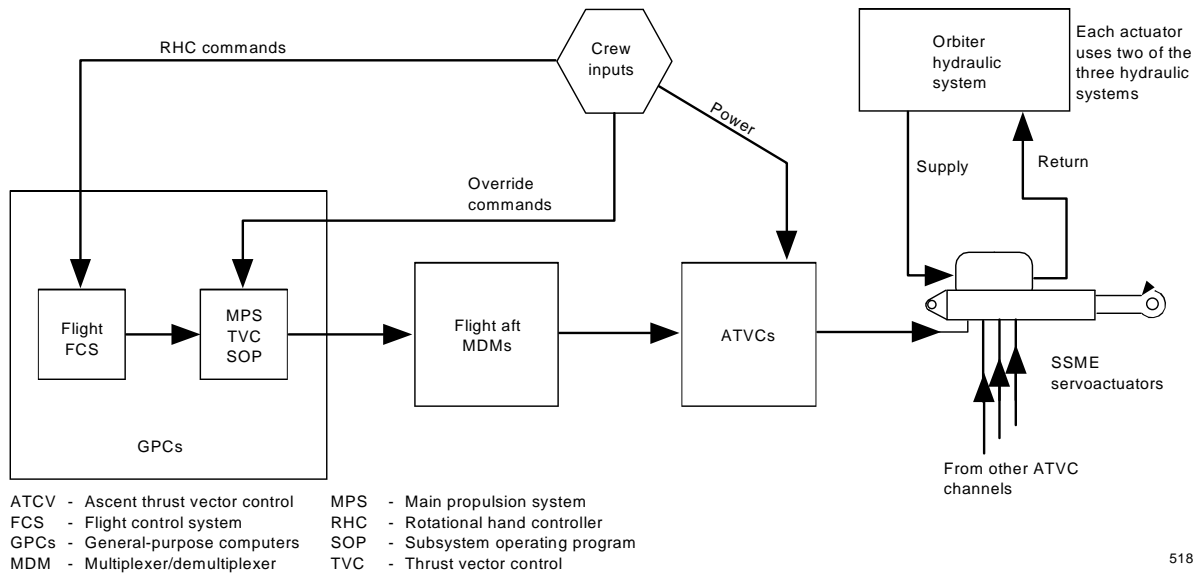 RHC commands
Crew
inputs
Power
Orbiter
hydraulic
system
Each actuator
uses two of the
three hydraulic
systems
Supply
Return
Override
commands
Flight
FCS
MPS
TVC
SOP
Flight aft
MDMs
ATVCs
GPCs
SSME
servoactuators
From other ATVC
channels
ATCV - Ascent thrust vector control
FCS - Flight control system
GPCs - General-purpose computers
MDM - Multiplexer/demultiplexer
MPS - Main propulsion system
RHC - Rotational hand controller
SOP - Subsystem operating program
TVC - Thrust vector control
518